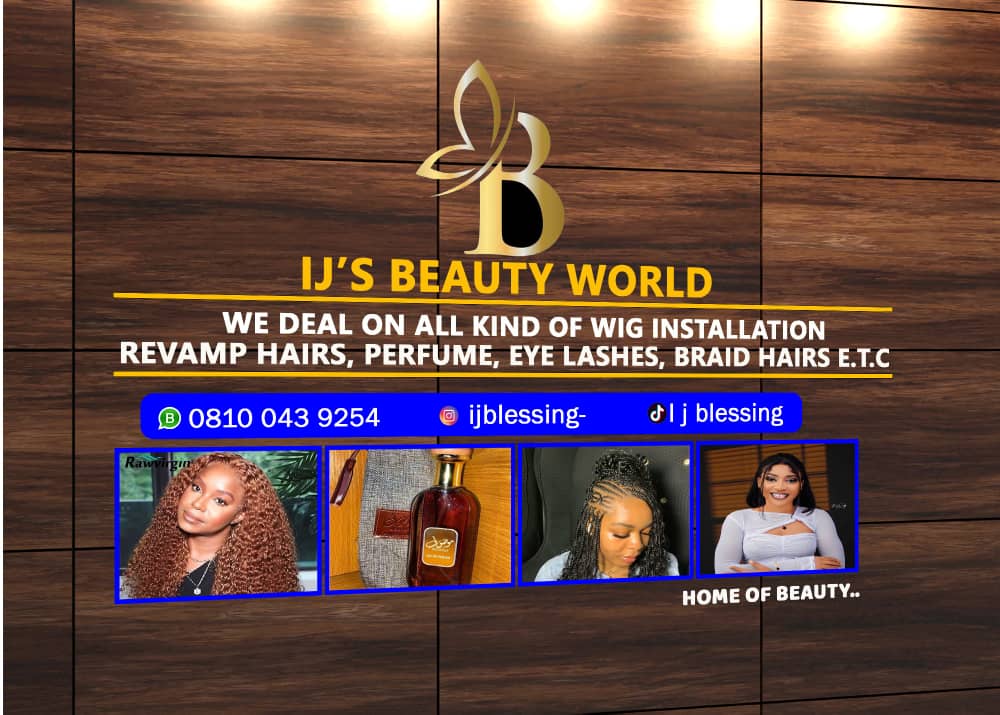 B
IJ'S BEAUTY WORLD
WE DEAL ON ALL KIND OF WIG INSTALLATION
REVAMP HAIRS, PERFUME, EYE LASHES, BRAID HAIRS E.T.C
0810 043 9254 ijblessing- I j blessing
Rawvirgin
HOME OF BEAUTY..